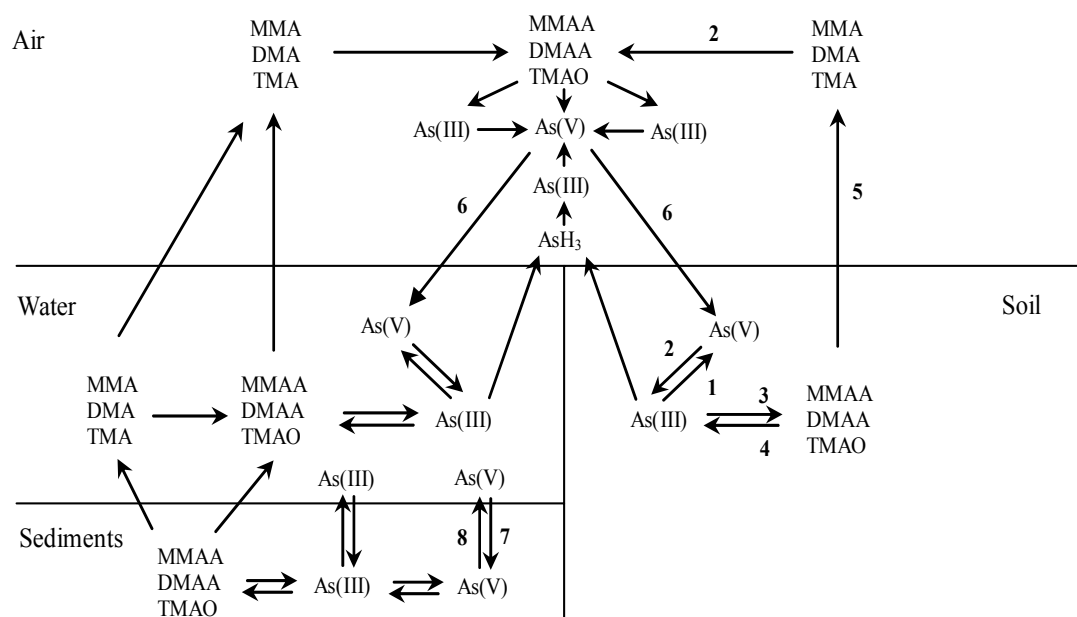 Air
MMA
DMA
TMA
MMAA
DMAA
TMAO
2
MMA
DMA
TMA
As(III)
As(V)
As(III)
As(III)
6
6
5
AsH₃
Water
Soil
As(V)
As(V)
2
1
MMA
DMA
TMA
MMAA
DMAA
TMAO
As(III)
As(III)
3
4
MMAA
DMAA
TMAO
As(III)
As(V)
Sediments
8
7
MMAA
DMAA
TMAO
As(III)
As(V)